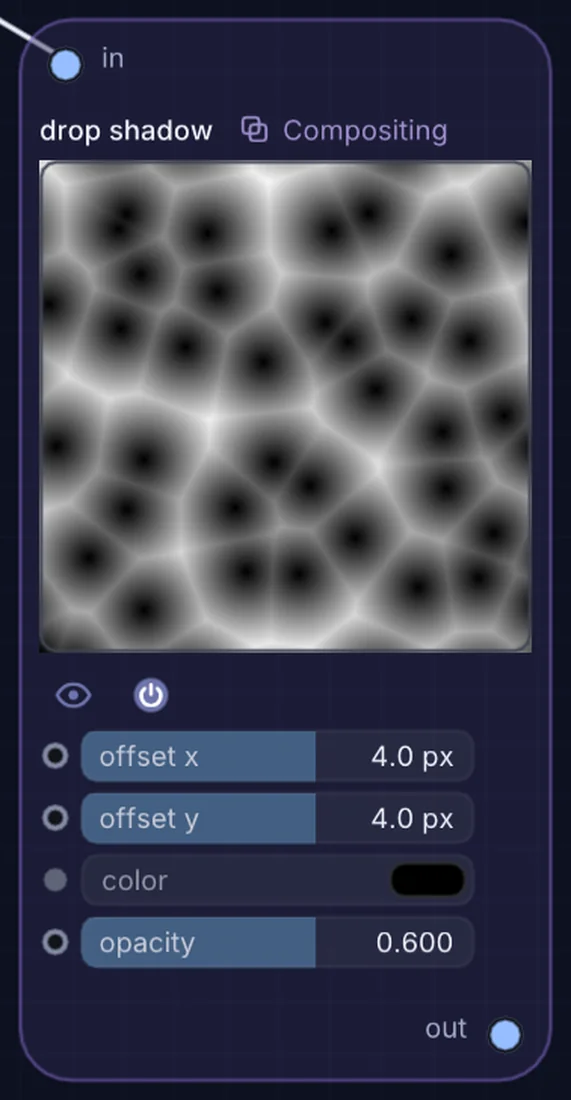 in
drop shadow Compositing
offset x 4.0 px
offset y 4.0 px
color
opacity 0.600
out